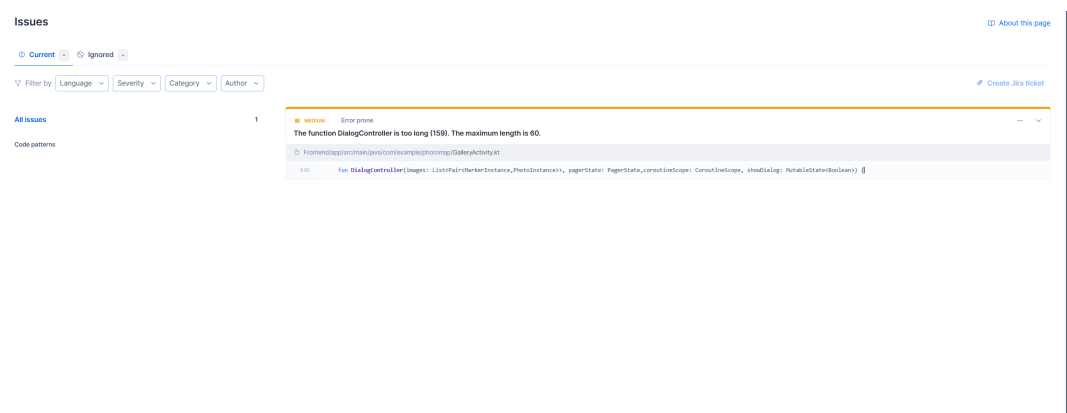 Issues
About this page
Current -
Ignored -
Filter by Language Severity Category Author
Create Jira ticket
All issues 1
Code patterns
MEDIUM Error prone
The function DialogController is too long (159). The maximum length is 60.
Frontend/app/src/main/java/com/example/photomap/GalleryActivity.kt
fun DialogController(images: List<Pair<MarkerInstance,PhotoInstance>>, pagerState: PagerState,coroutineScope: CoroutineScope, showDialog: MutableState<Boolean>) {